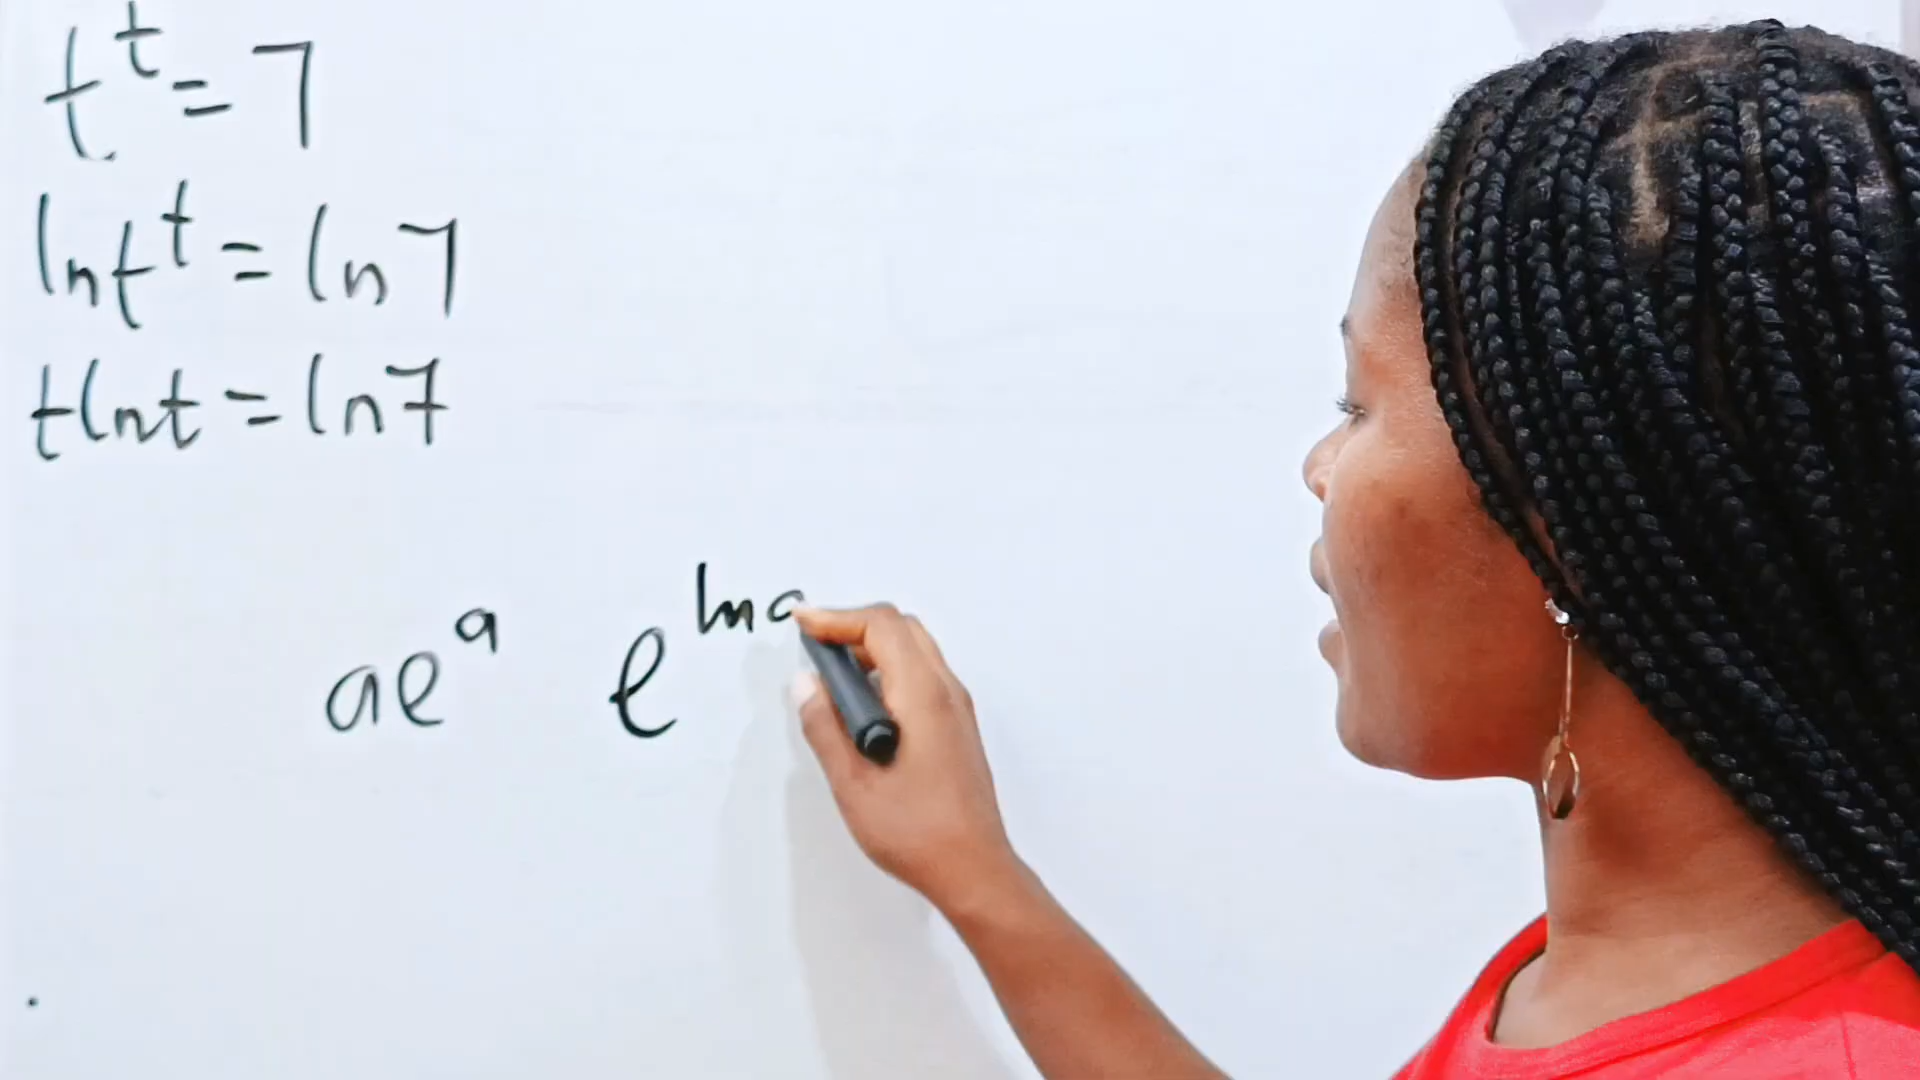 t^t = 7
ln t^t = ln 7
t ln t = ln 7
ae^a e^ln a